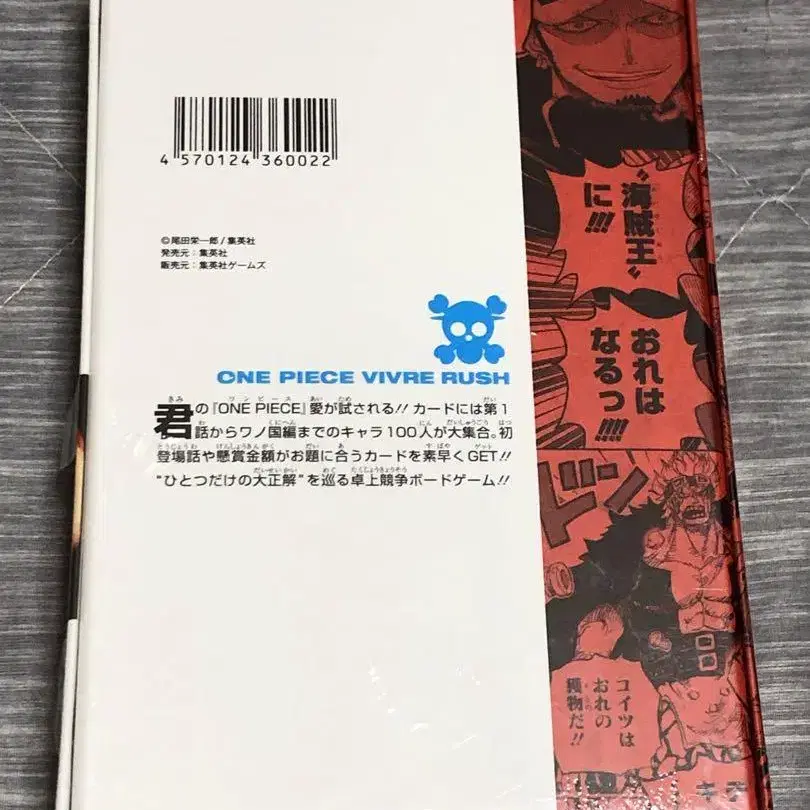 4 570124 360022
©尾田栄一郎/集英社
発売元:集英社
販売元:集英社ゲームズ
ONE PIECE VIVRE RUSH
君の『ONE PIECE』愛が試される!! カードには第1
話からワノ国編までのキャラ100人が大集合。初
登場話や懸賞金額がお題に合うカードを素早くGET!!
“ひとつだけの大正解”を巡る卓上競争ボードゲーム!!
“海賊王”
に!!!
おれは
なるっ!!!!
ドン
コイツは
おれの
獲物だ!!
キ